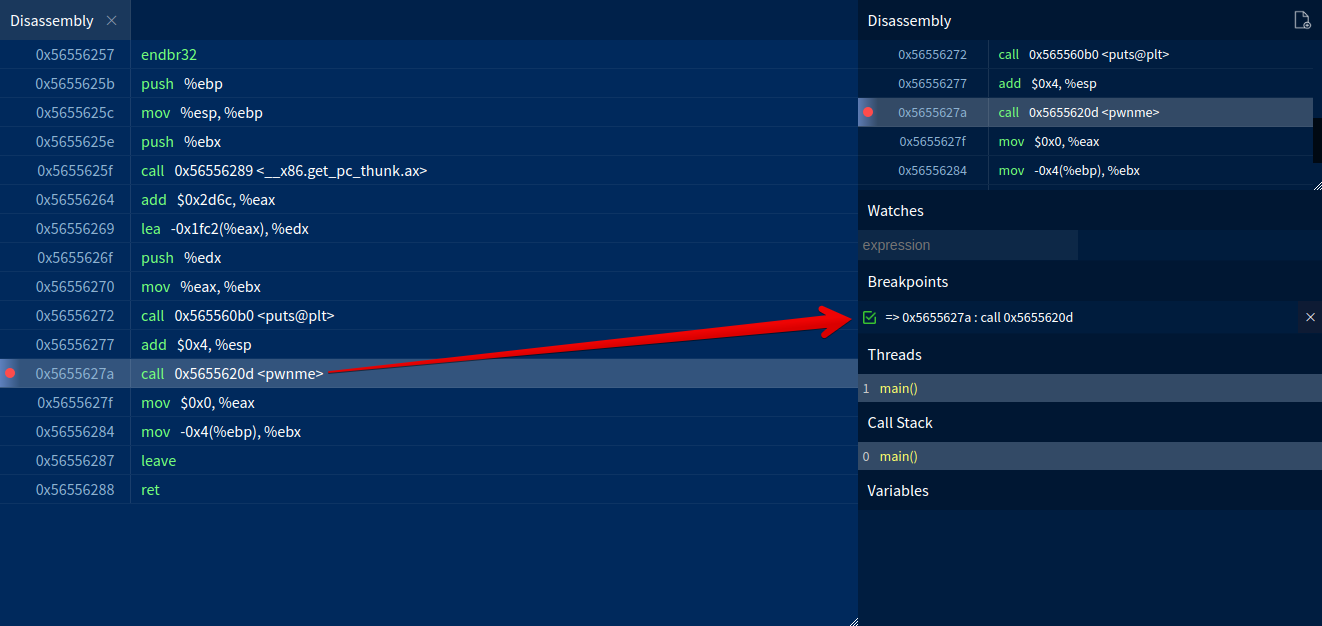 Disassembly
0x56556257 endbr32
0x5655625b push %ebp
0x5655625c mov %esp, %ebp
0x5655625e push %ebx
0x5655625f call 0x56556289 <__x86.get_pc_thunk.ax>
0x56556264 add $0x2d6c, %eax
0x56556269 lea -0x1fc2(%eax), %edx
0x5655626f push %edx
0x56556270 mov %eax, %ebx
0x56556272 call 0x565560b0 <puts@plt>
0x56556277 add $0x4, %esp
0x5655627a call 0x5655620d <pwnme>
0x5655627f mov $0x0, %eax
0x56556284 mov -0x4(%ebp), %ebx
0x56556287 leave
0x56556288 ret
Disassembly
0x56556272 call 0x565560b0 <puts@plt>
0x56556277 add $0x4, %esp
0x5655627a call 0x5655620d <pwnme>
0x5655627f mov $0x0, %eax
0x56556284 mov -0x4(%ebp), %ebx
Watches
expression
Breakpoints
=> 0x5655627a : call 0x5655620d
Threads
1 main()
Call Stack
0 main()
Variables